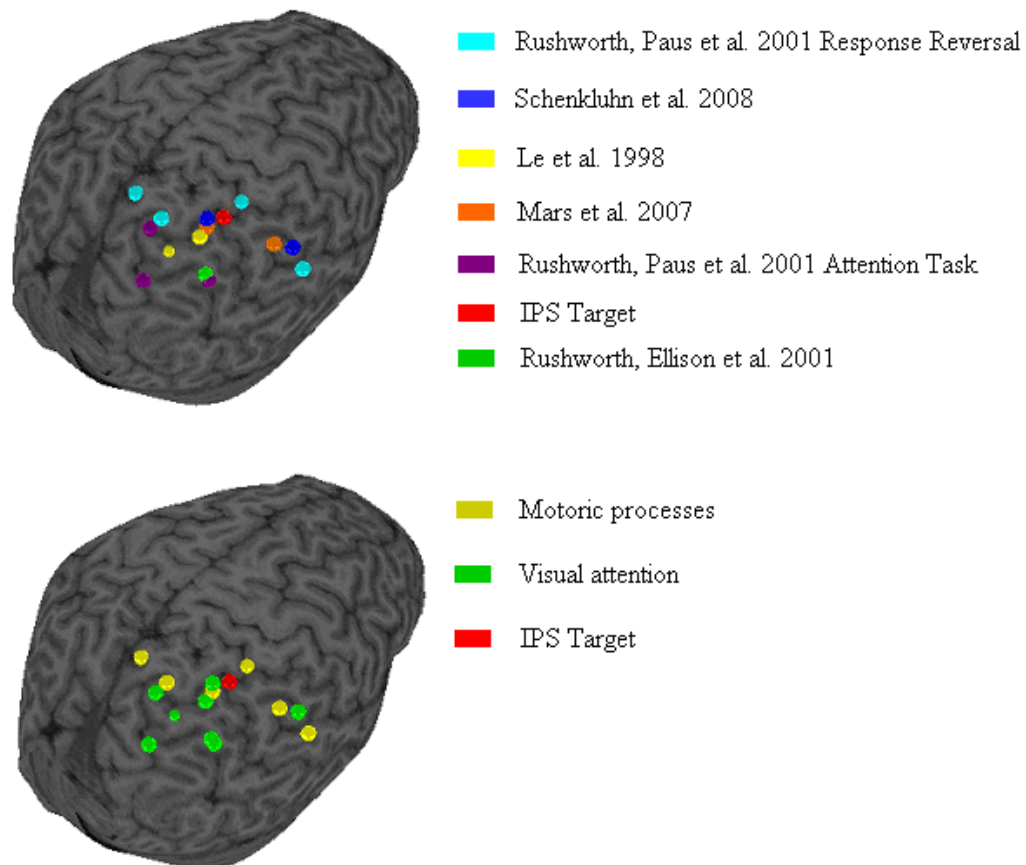 Rushworth, Paus et al. 2001 Response Reversal
Schenkluhn et al. 2008
Le et al. 1998
Mars et al. 2007
Rushworth, Paus et al. 2001 Attention Task
IPS Target
Rushworth, Ellison et al. 2001
Motoric processes
Visual attention
IPS Target